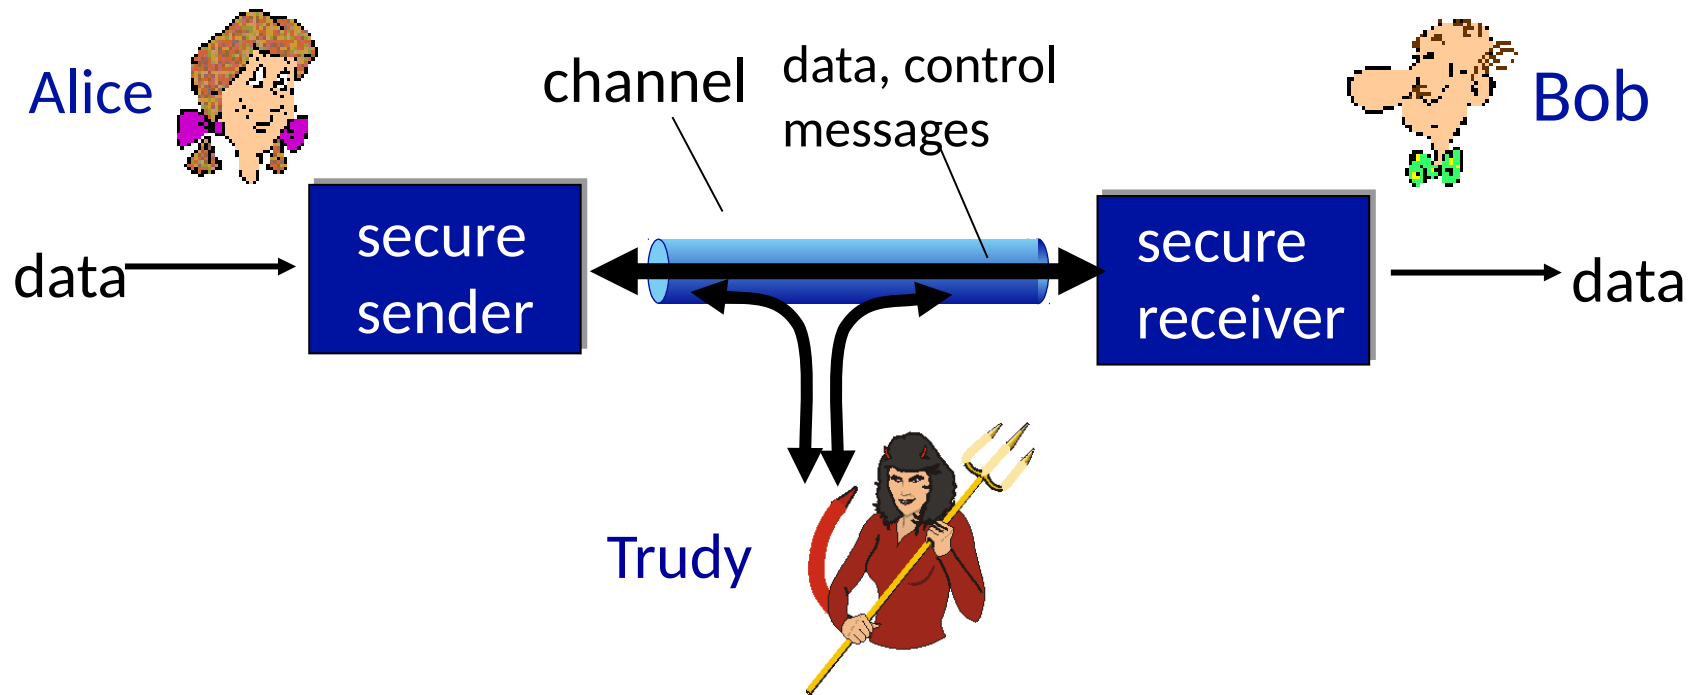 Alice
channel
data, control
messages
Bob
data
secure
sender
secure
receiver
data
Trudy